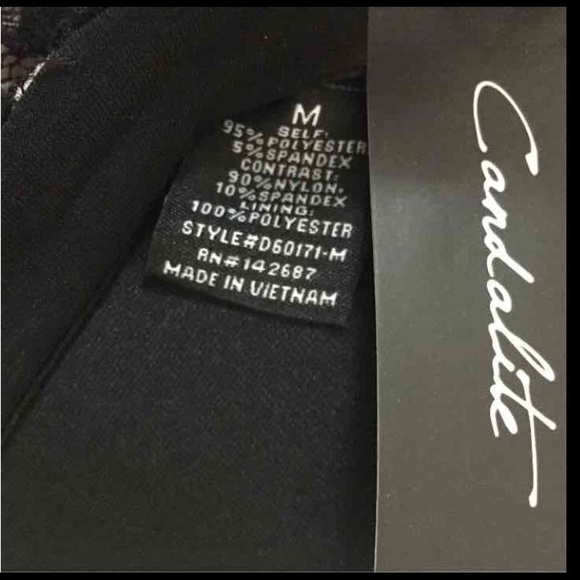 M
SELF:
95% POLYESTER
5% SPANDEX
CONTRAST:
90% NYLON.
10% SPANDEX
LINING:
100% POLYESTER
STYLE#D60171-M
RN#142687
MADE IN VIETNAM
Candalite